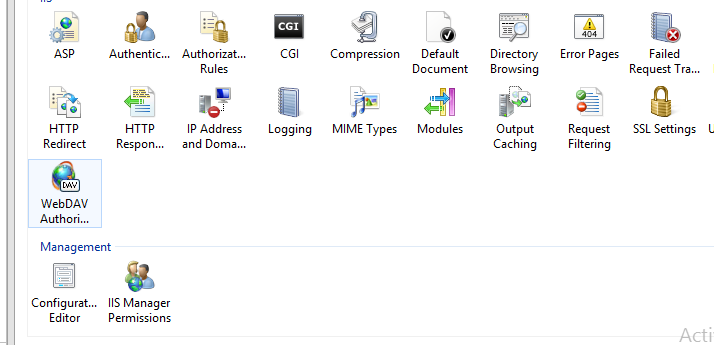 IIS
ASP
Authentic...
Authorizat...
Rules
CGI
Compression
Default
Document
Directory
Browsing
404
Error Pages
Failed
Request Tra...
HTTP
Redirect
HTTP
Respon...
IP Address
and Doma...
Logging
MIME Types
Modules
Output
Caching
Request
Filtering
SSL Settings
U
DAV
WebDAV
Authori...
Management
Configurat...
Editor
IIS Manager
Permissions
Acti